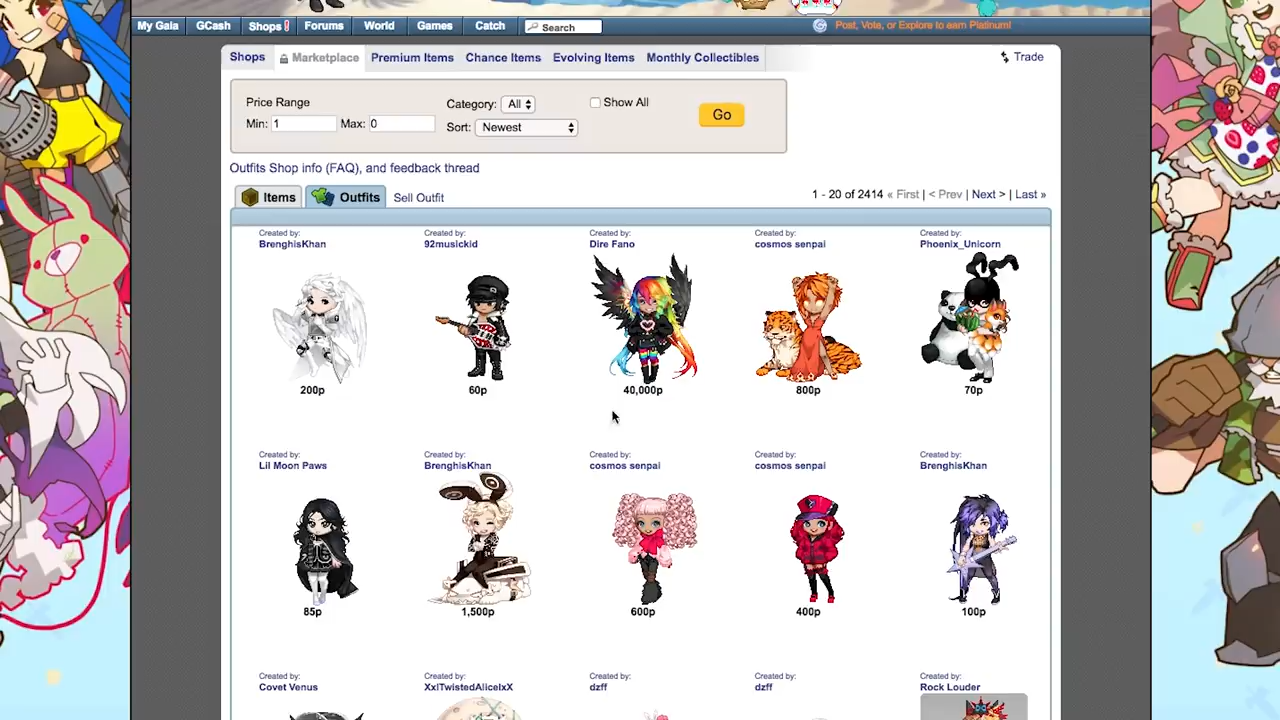 My Gaia GCash Shops! Forums World Games Catch Search Post, Vote, or Explore to earn Platinum!
Shops Marketplace Premium Items Chance Items Evolving Items Monthly Collectibles Trade
Price Range Category: All Show All
Min: 1 Max: 0 Sort: Newest Go
Outfits Shop info (FAQ), and feedback thread
Items Outfits Sell Outfit 1 - 20 of 2414 « First | < Prev | Next > | Last »
Created by: Created by: Created by: Created by: Created by:
BrenghisKhan 92musickid Dire Fano cosmos senpai Phoenix_Unicorn
200p 60p 40,000p 800p 70p
Created by: Created by: Created by: Created by: Created by:
Lil Moon Paws BrenghisKhan cosmos senpai cosmos senpai BrenghisKhan
85p 1,500p 600p 400p 100p
Created by: Created by: Created by: Created by: Created by:
Covet Venus XxlTwistedAliceIxX dzff dzff Rock Louder